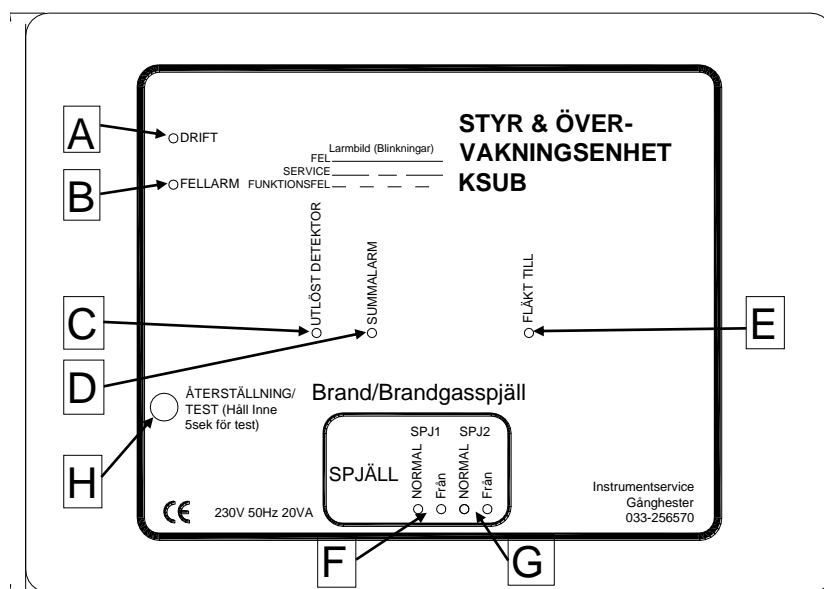 A
DRIFT
B
FELLARM
Larmbild (Blinkningar)
FEL
SERVICE
FUNKTIONSFEL
STYR & ÖVER-
VAKNINGSENHET
KSUB
C
UTLÖST DETEKTOR
D
SUMMALARM
FLÄKT TILL
E
H
ÅTERSTÄLLNING/
TEST (Håll Inne
5sek för test)
Brand/Brandgasspjäll
SPJÄLL
SPJ1 SPJ2
NORMAL
Från
NORMAL
Från
CE
230V 50Hz 20VA
Instrumentservice
Gånghester
033-256570
F
G